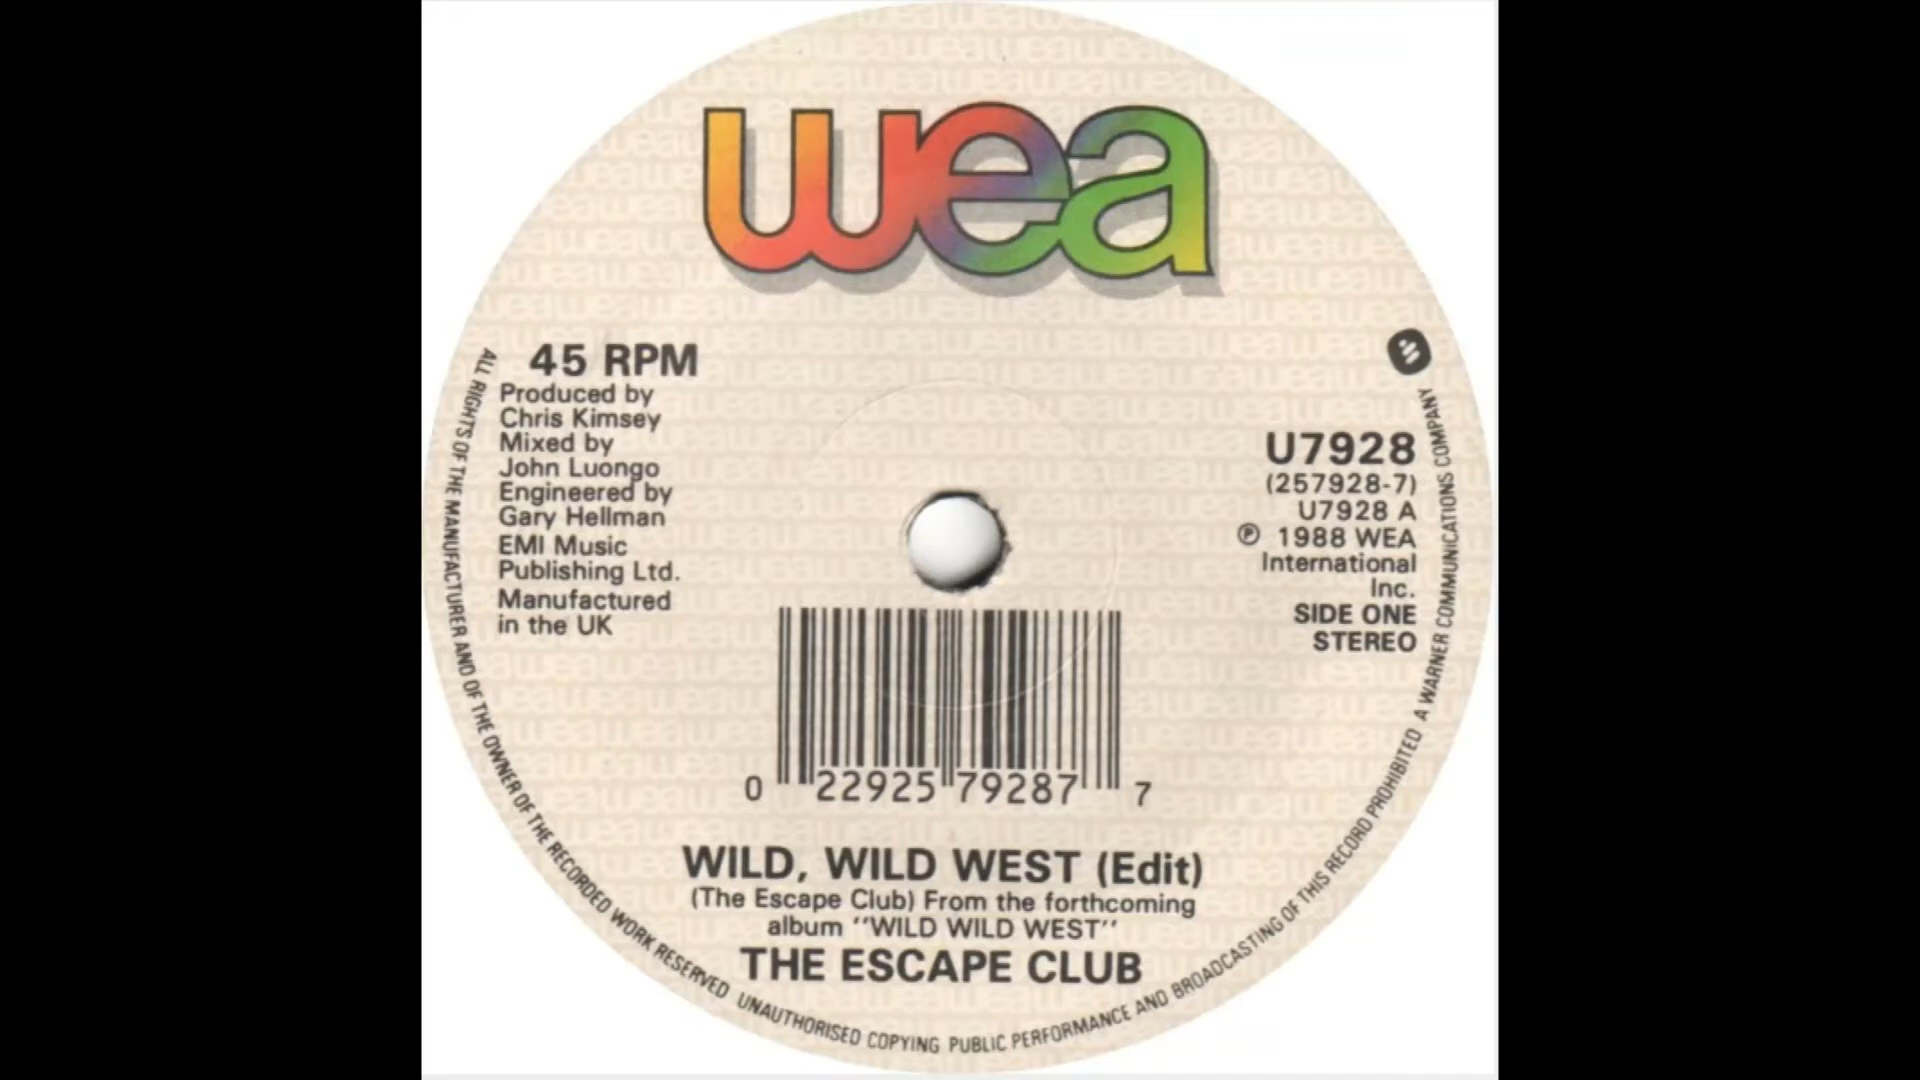 wea
45 RPM
Produced by
Chris Kimsey
Mixed by
John Luongo
Engineered by
Gary Hellman
EMI Music
Publishing Ltd.
Manufactured
in the UK
U7928
(257928-7)
U7928 A
℗ 1988 WEA
International
Inc.
SIDE ONE
STEREO
0 22925 79287 7
WILD, WILD WEST (Edit)
(The Escape Club) From the forthcoming
album "WILD WILD WEST"
THE ESCAPE CLUB
ALL RIGHTS OF THE MANUFACTURER AND OF THE OWNER OF THE RECORDED WORK RESERVED UNAUTHORISED COPYING PUBLIC PERFORMANCE AND BROADCASTING OF THIS RECORD PROHIBITED A WARNER COMMUNICATIONS COMPANY